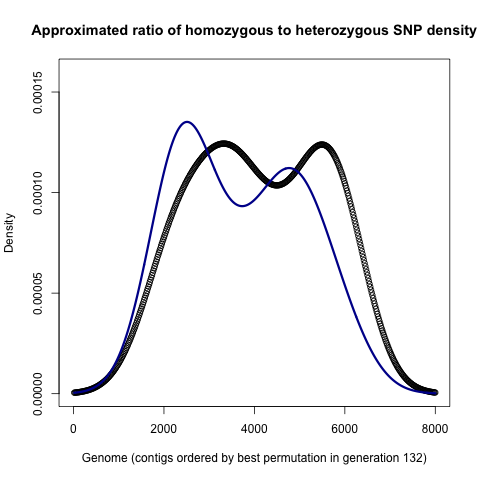 Approximated ratio of homozygous to heterozygous SNP density
0.00015
0.00010
0.00005
0.00000
Density
0 2000 4000 6000 8000
Genome (contigs ordered by best permutation in generation 132)